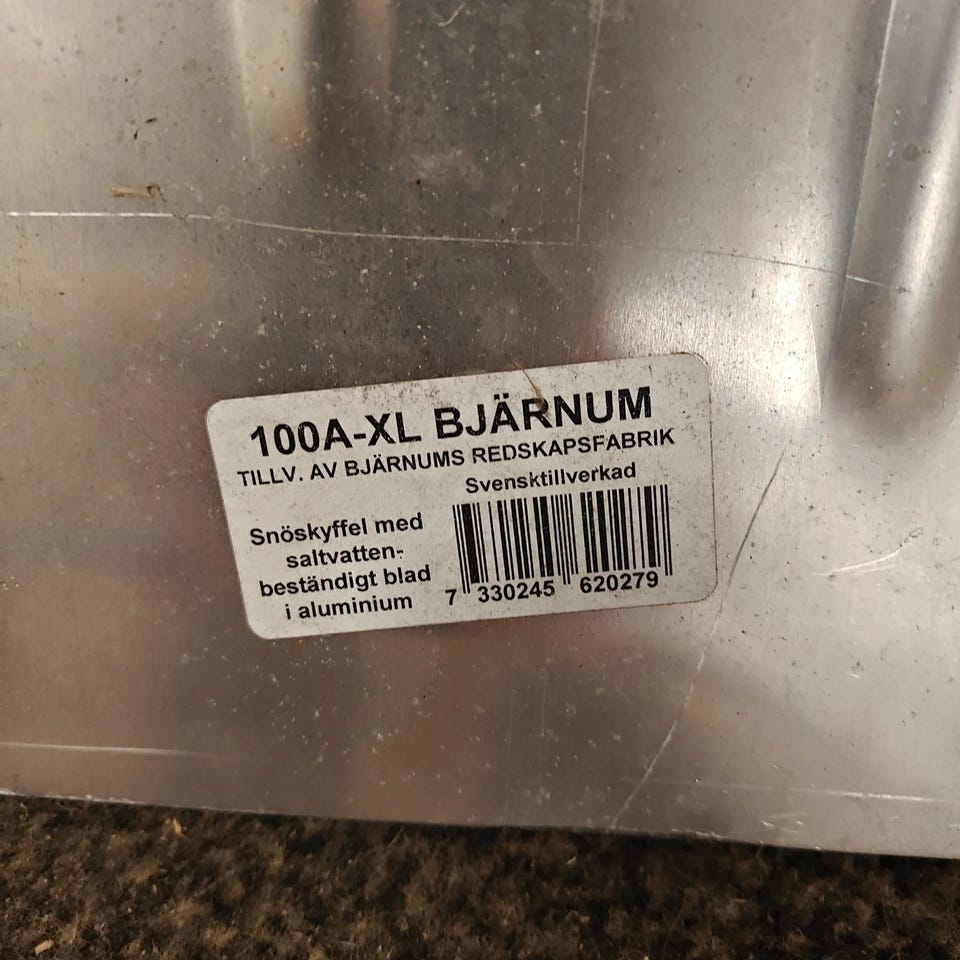 100A-XL BJÄRNUM
TILLV. AV BJÄRNUMS REDSKAPSFABRIK
Svensktillverkad
Snöskyffel med
saltvatten-
beständigt blad
i aluminium
7 330245 620279